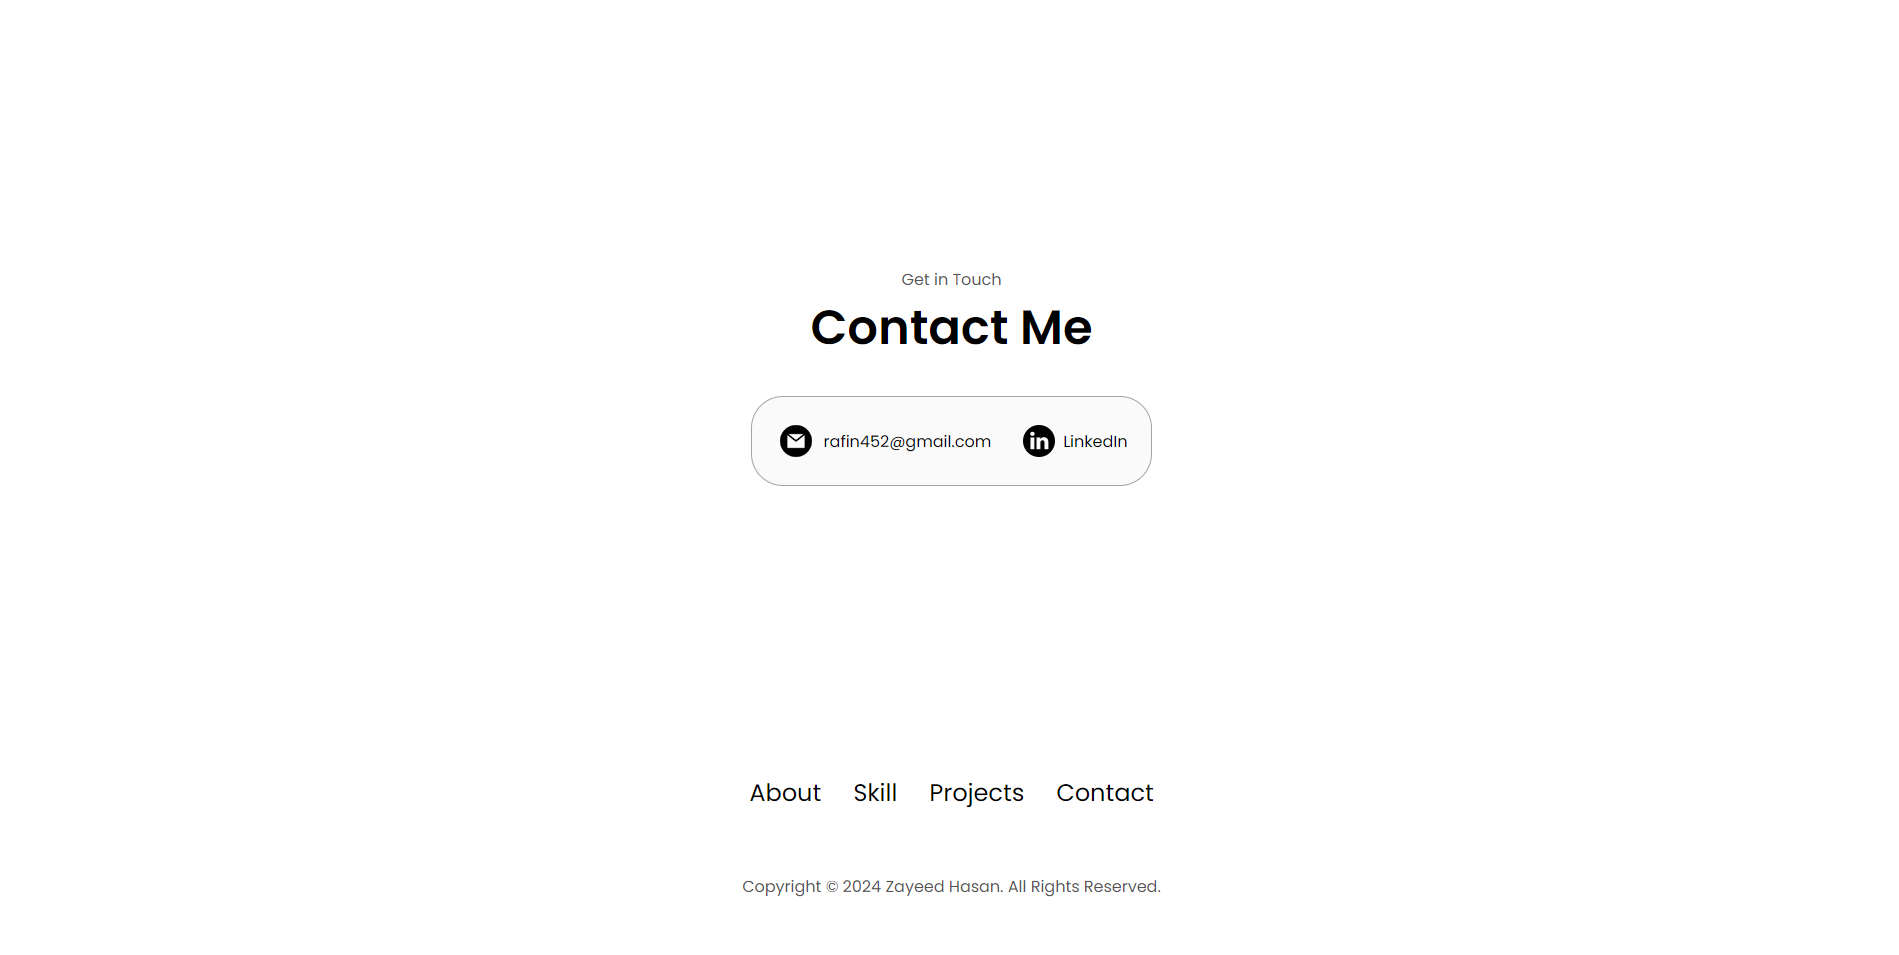 Get in Touch
Contact Me
rafin452@gmail.com LinkedIn
About Skill Projects Contact
Copyright © 2024 Zayeed Hasan. All Rights Reserved.